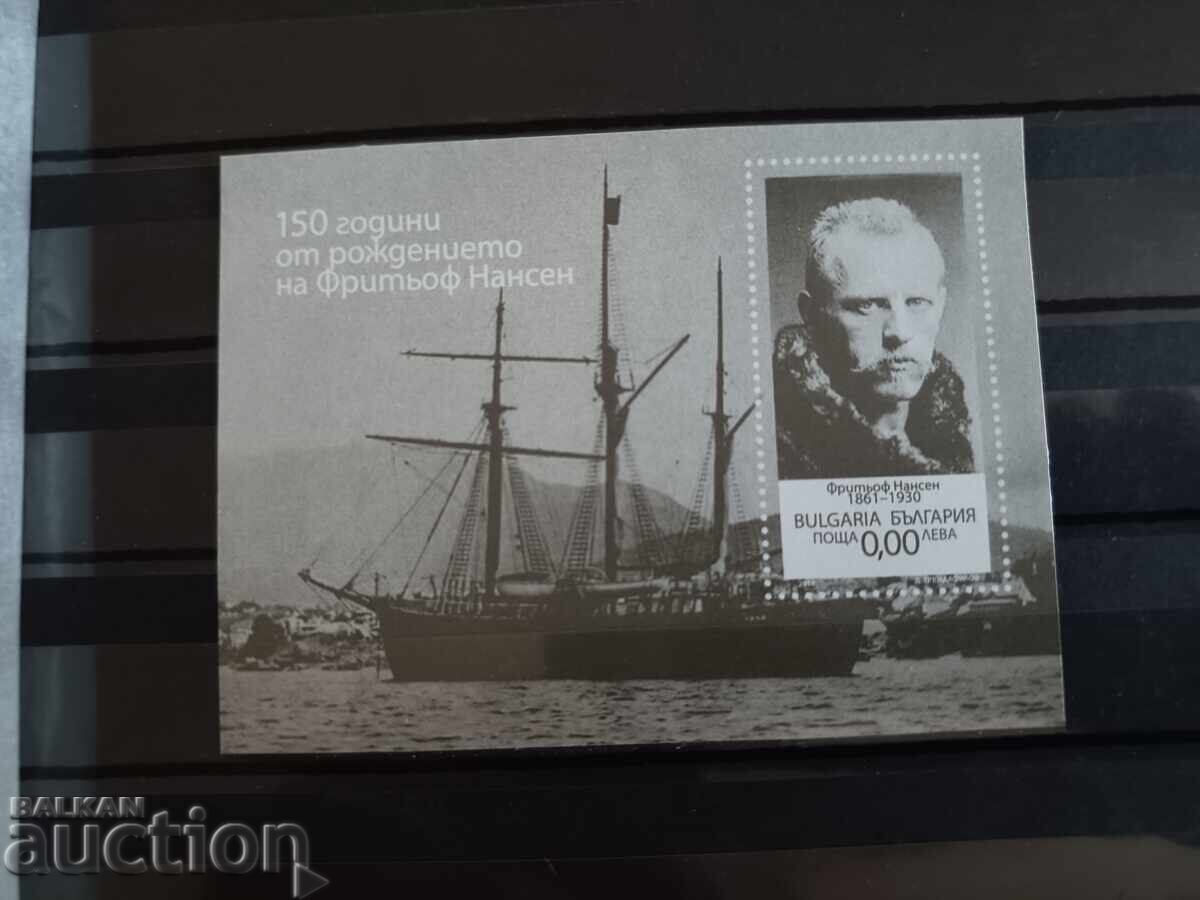 150 години
от рождението
на Фритьоф Нансен
Фритьоф Нансен
1861–1930
BULGARIA БЪЛГАРИЯ
ПОЩА 0,00 ЛЕВА
BALKAN
auction